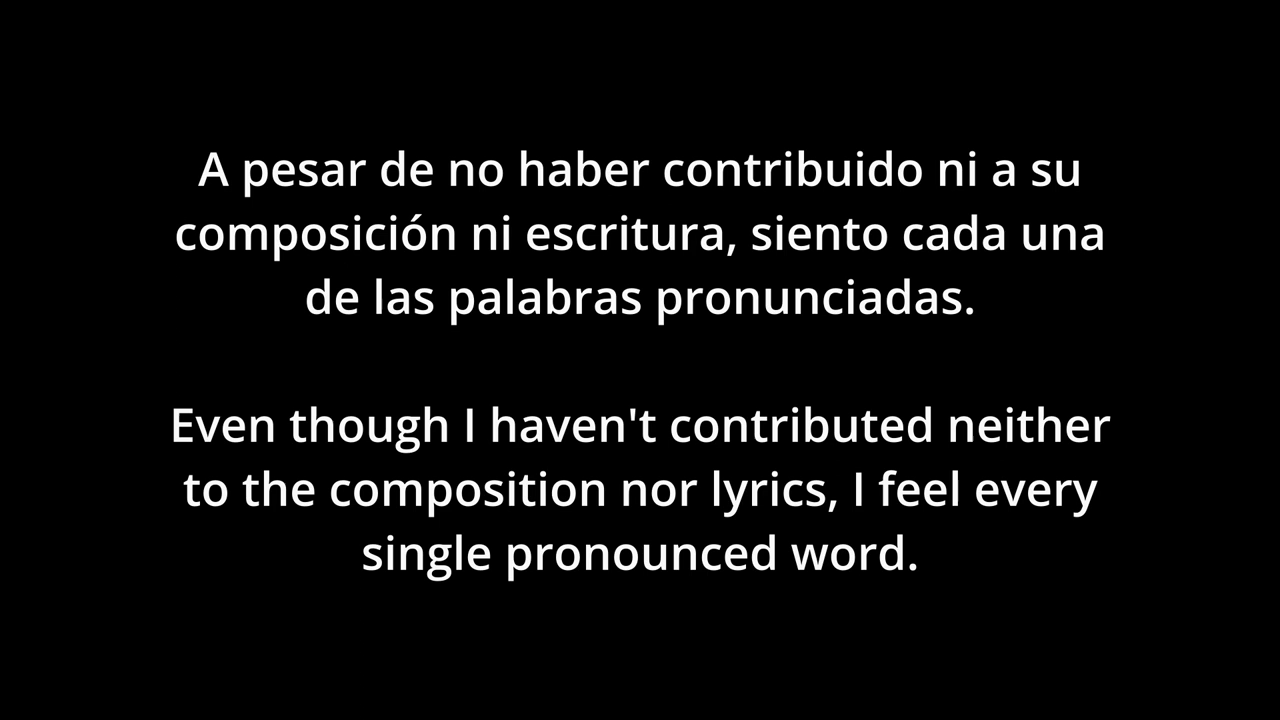 A pesar de no haber contribuido ni a su
composición ni escritura, siento cada una
de las palabras pronunciadas.
Even though I haven't contributed neither
to the composition nor lyrics, I feel every
single pronounced word.